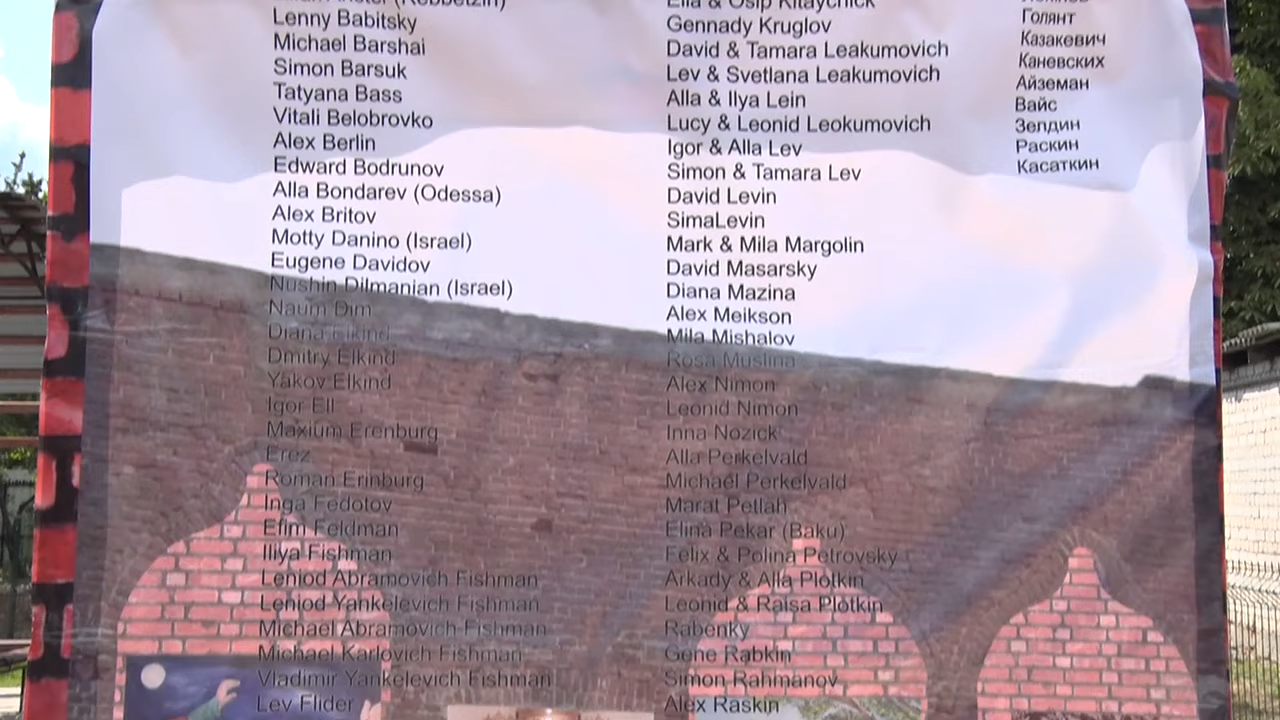 (Rebbetzin)
Lenny Babitsky
Michael Barshai
Simon Barsuk
Tatyana Bass
Vitali Belobrovko
Alex Berlin
Edward Bodrunov
Alla Bondarev (Odessa)
Alex Britov
Motty Danino (Israel)
Eugene Davidov
Nushin Dilmanian (Israel)
Naum Dim
Diana Elkind
Dmitry Elkind
Yakov Elkind
Igor Ell
Maxium Erenburg
Erez
Roman Erinburg
Inga Fedotov
Efim Feldman
Iliya Fishman
Leniod Abramovich Fishman
Leniod Yankelevich Fishman
Michael Abramovich Fishman
Michael Karlovich Fishman
Vladimir Yankelevich Fishman
Lev Flider
Ella & Osip Kitaychick
Gennady Kruglov
David & Tamara Leakumovich
Lev & Svetlana Leakumovich
Alla & Ilya Lein
Lucy & Leonid Leokumovich
Igor & Alla Lev
Simon & Tamara Lev
David Levin
SimaLevin
Mark & Mila Margolin
David Masarsky
Diana Mazina
Alex Meikson
Mila Mishalov
Rosa Muslina
Alex Nimon
Leonid Nimon
Inna Nozick
Alla Perkelvald
Michael Perkelvald
Marat Petlah
Elina Pekar (Baku)
Felix & Polina Petrovsky
Arkady & Alla Plotkin
Leonid & Raisa Plotkin
Rabenky
Gene Rabkin
Simon Rahmanov
Alex Raskin
Голянт
Казакевич
Каневских
Айземан
Вайс
Зелдин
Раскин
Касаткин